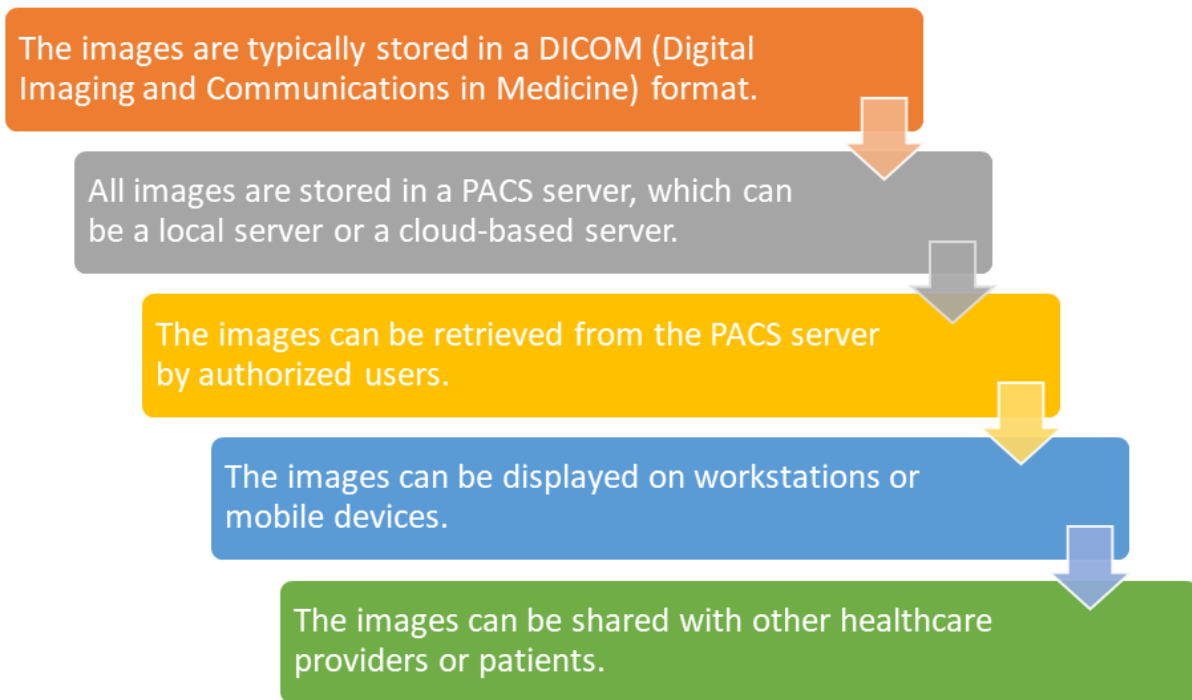 The images are typically stored in a DICOM (Digital
Imaging and Communications in Medicine) format.
All images are stored in a PACS server, which can
be a local server or a cloud-based server.
The images can be retrieved from the PACS server
by authorized users.
The images can be displayed on workstations or
mobile devices.
The images can be shared with other healthcare
providers or patients.